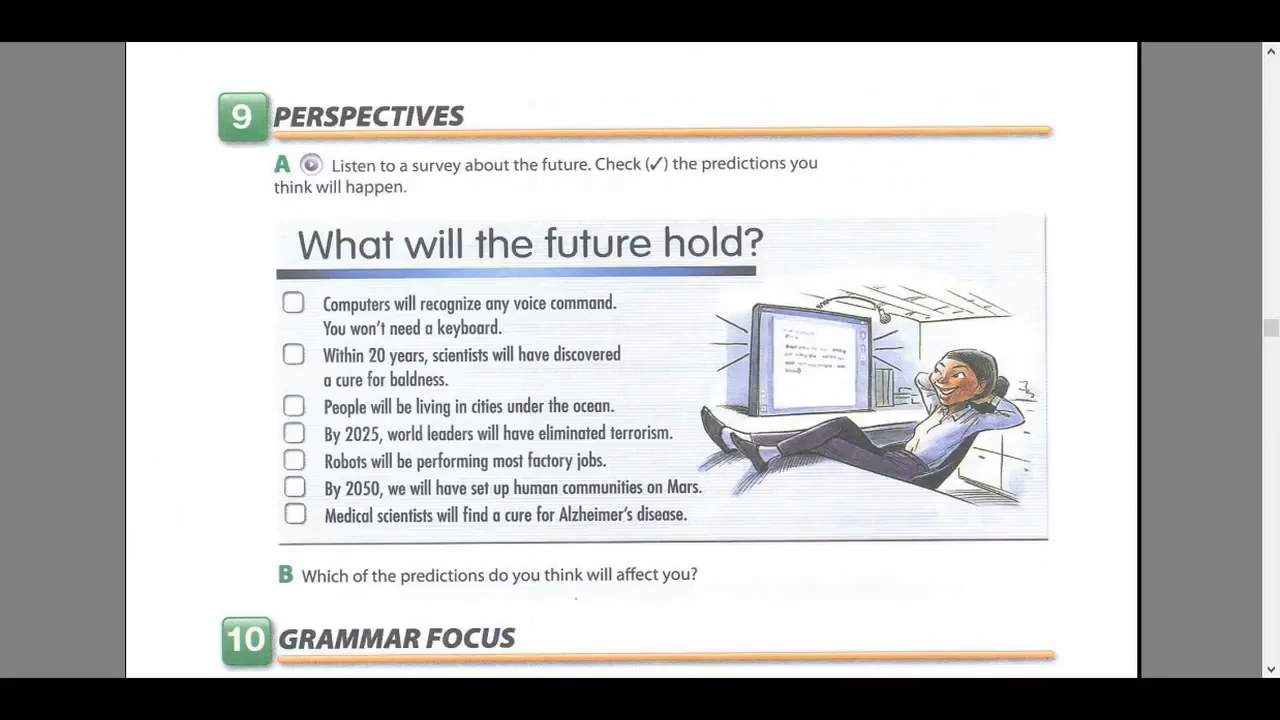 9 PERSPECTIVES
A Listen to a survey about the future. Check (✓) the predictions you
think will happen.
What will the future hold?
Computers will recognize any voice command.
You won't need a keyboard.
Within 20 years, scientists will have discovered
a cure for baldness.
People will be living in cities under the ocean.
By 2025, world leaders will have eliminated terrorism.
Robots will be performing most factory jobs.
By 2050, we will have set up human communities on Mars.
Medical scientists will find a cure for Alzheimer's disease.
B Which of the predictions do you think will affect you?
10 GRAMMAR FOCUS